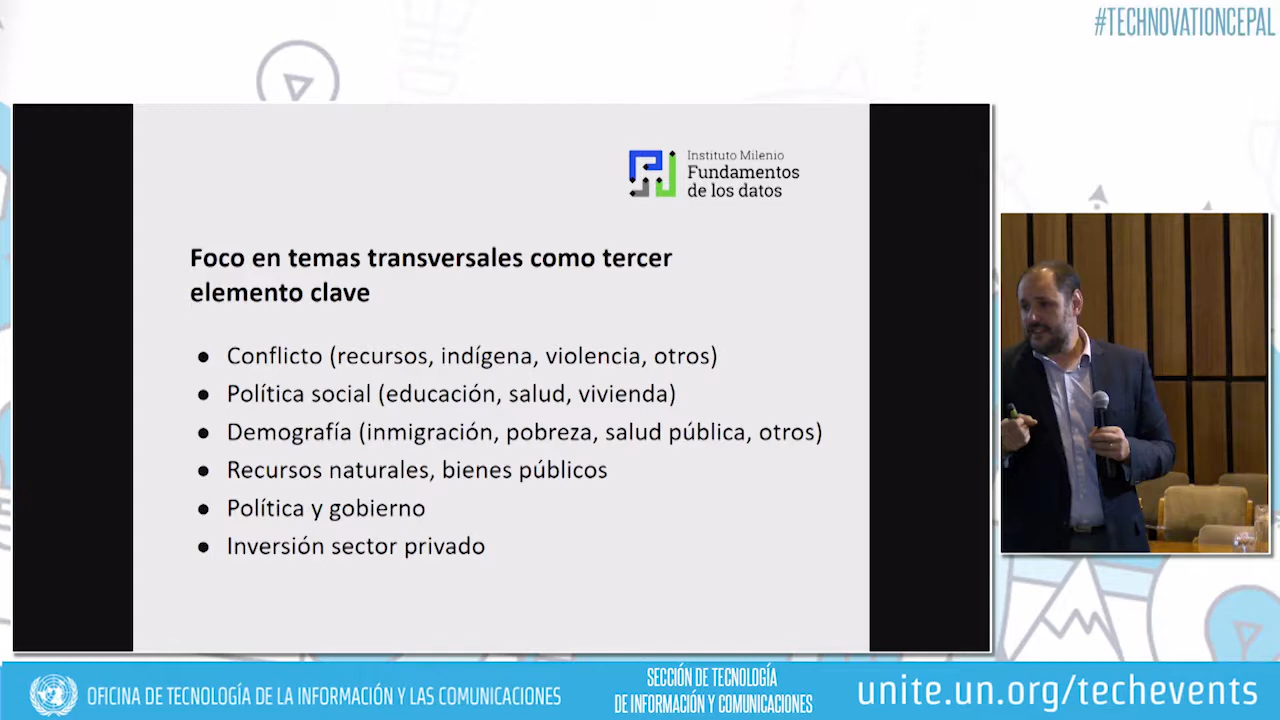 #TECHNOVATIONCEPAL
Instituto Milenio
Fundamentos
de los datos
Foco en temas transversales como tercer
elemento clave
● Conflicto (recursos, indígena, violencia, otros)
● Política social (educación, salud, vivienda)
● Demografía (inmigración, pobreza, salud pública, otros)
● Recursos naturales, bienes públicos
● Política y gobierno
● Inversión sector privado
OFICINA DE TECNOLOGÍA DE LA INFORMACIÓN Y LAS COMUNICACIONES
SECCIÓN DE TECNOLOGÍA
DE INFORMACIÓN Y COMUNICACIONES
unite.un.org/techevents